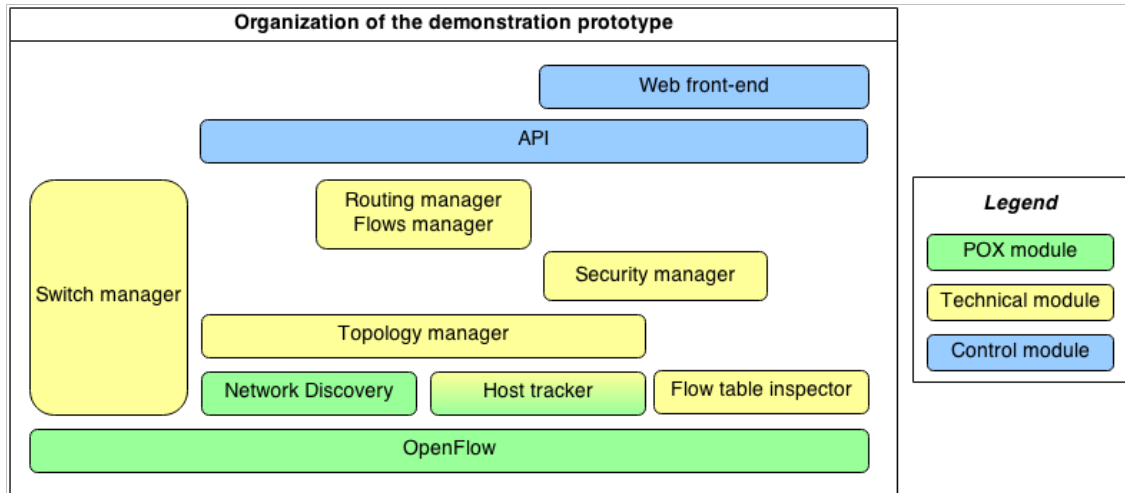 Organization of the demonstration prototype
Web front-end
API
Routing manager
Flows manager
Security manager
Switch manager
Topology manager
Network Discovery
Host tracker
Flow table inspector
OpenFlow
Legend
POX module
Technical module
Control module